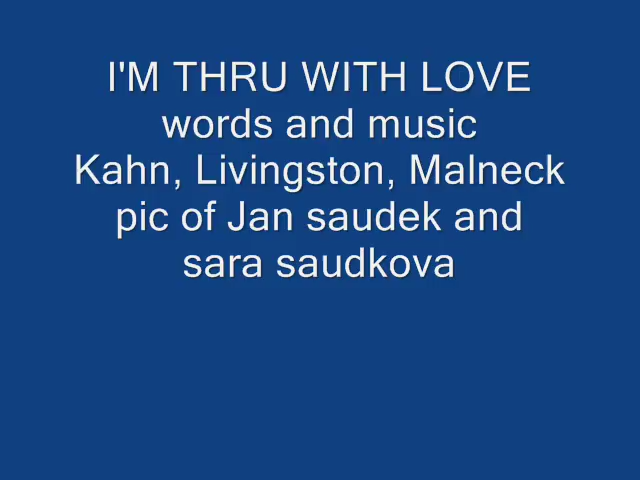 I'M THRU WITH LOVE
words and music
Kahn, Livingston, Malneck
pic of Jan saudek and
sara saudkova